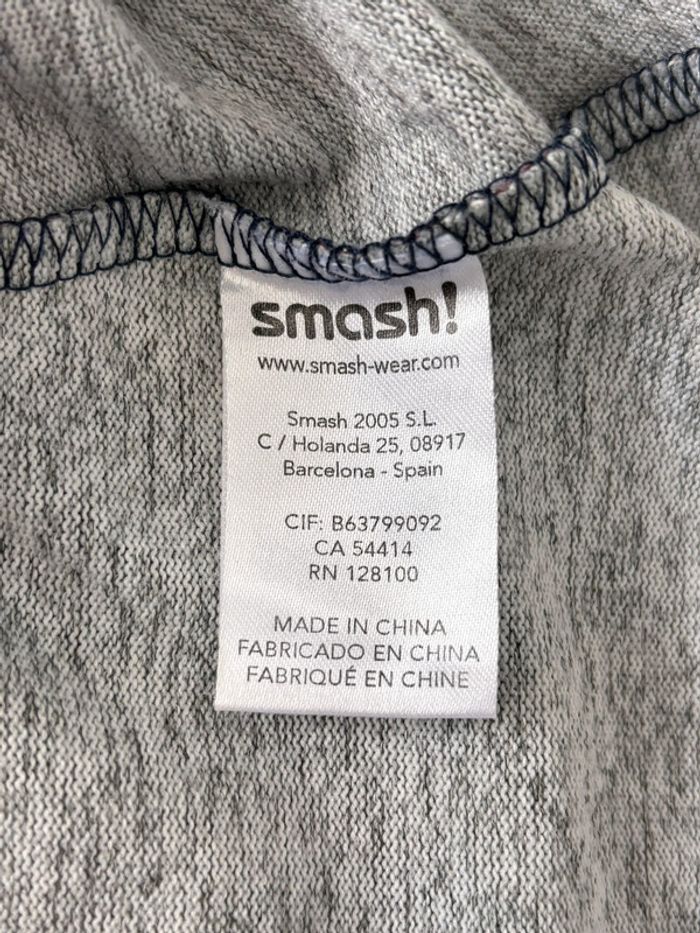 smash!
www.smash-wear.com
Smash 2005 S.L.
C / Holanda 25, 08917
Barcelona - Spain
CIF: B63799092
CA 54414
RN 128100
MADE IN CHINA
FABRICADO EN CHINA
FABRIQUÉ EN CHINE